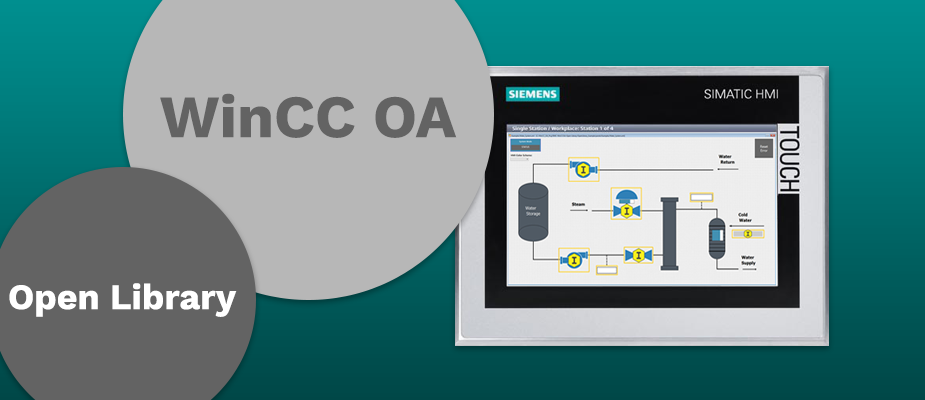 WinCC OA
Open Library
SIEMENS
SIMATIC HMI
TOUCH
Single Station / Workplace: Station 1 of 4
Water
Return
Water
Storage
Steam
Cold
Water
Water
Supply